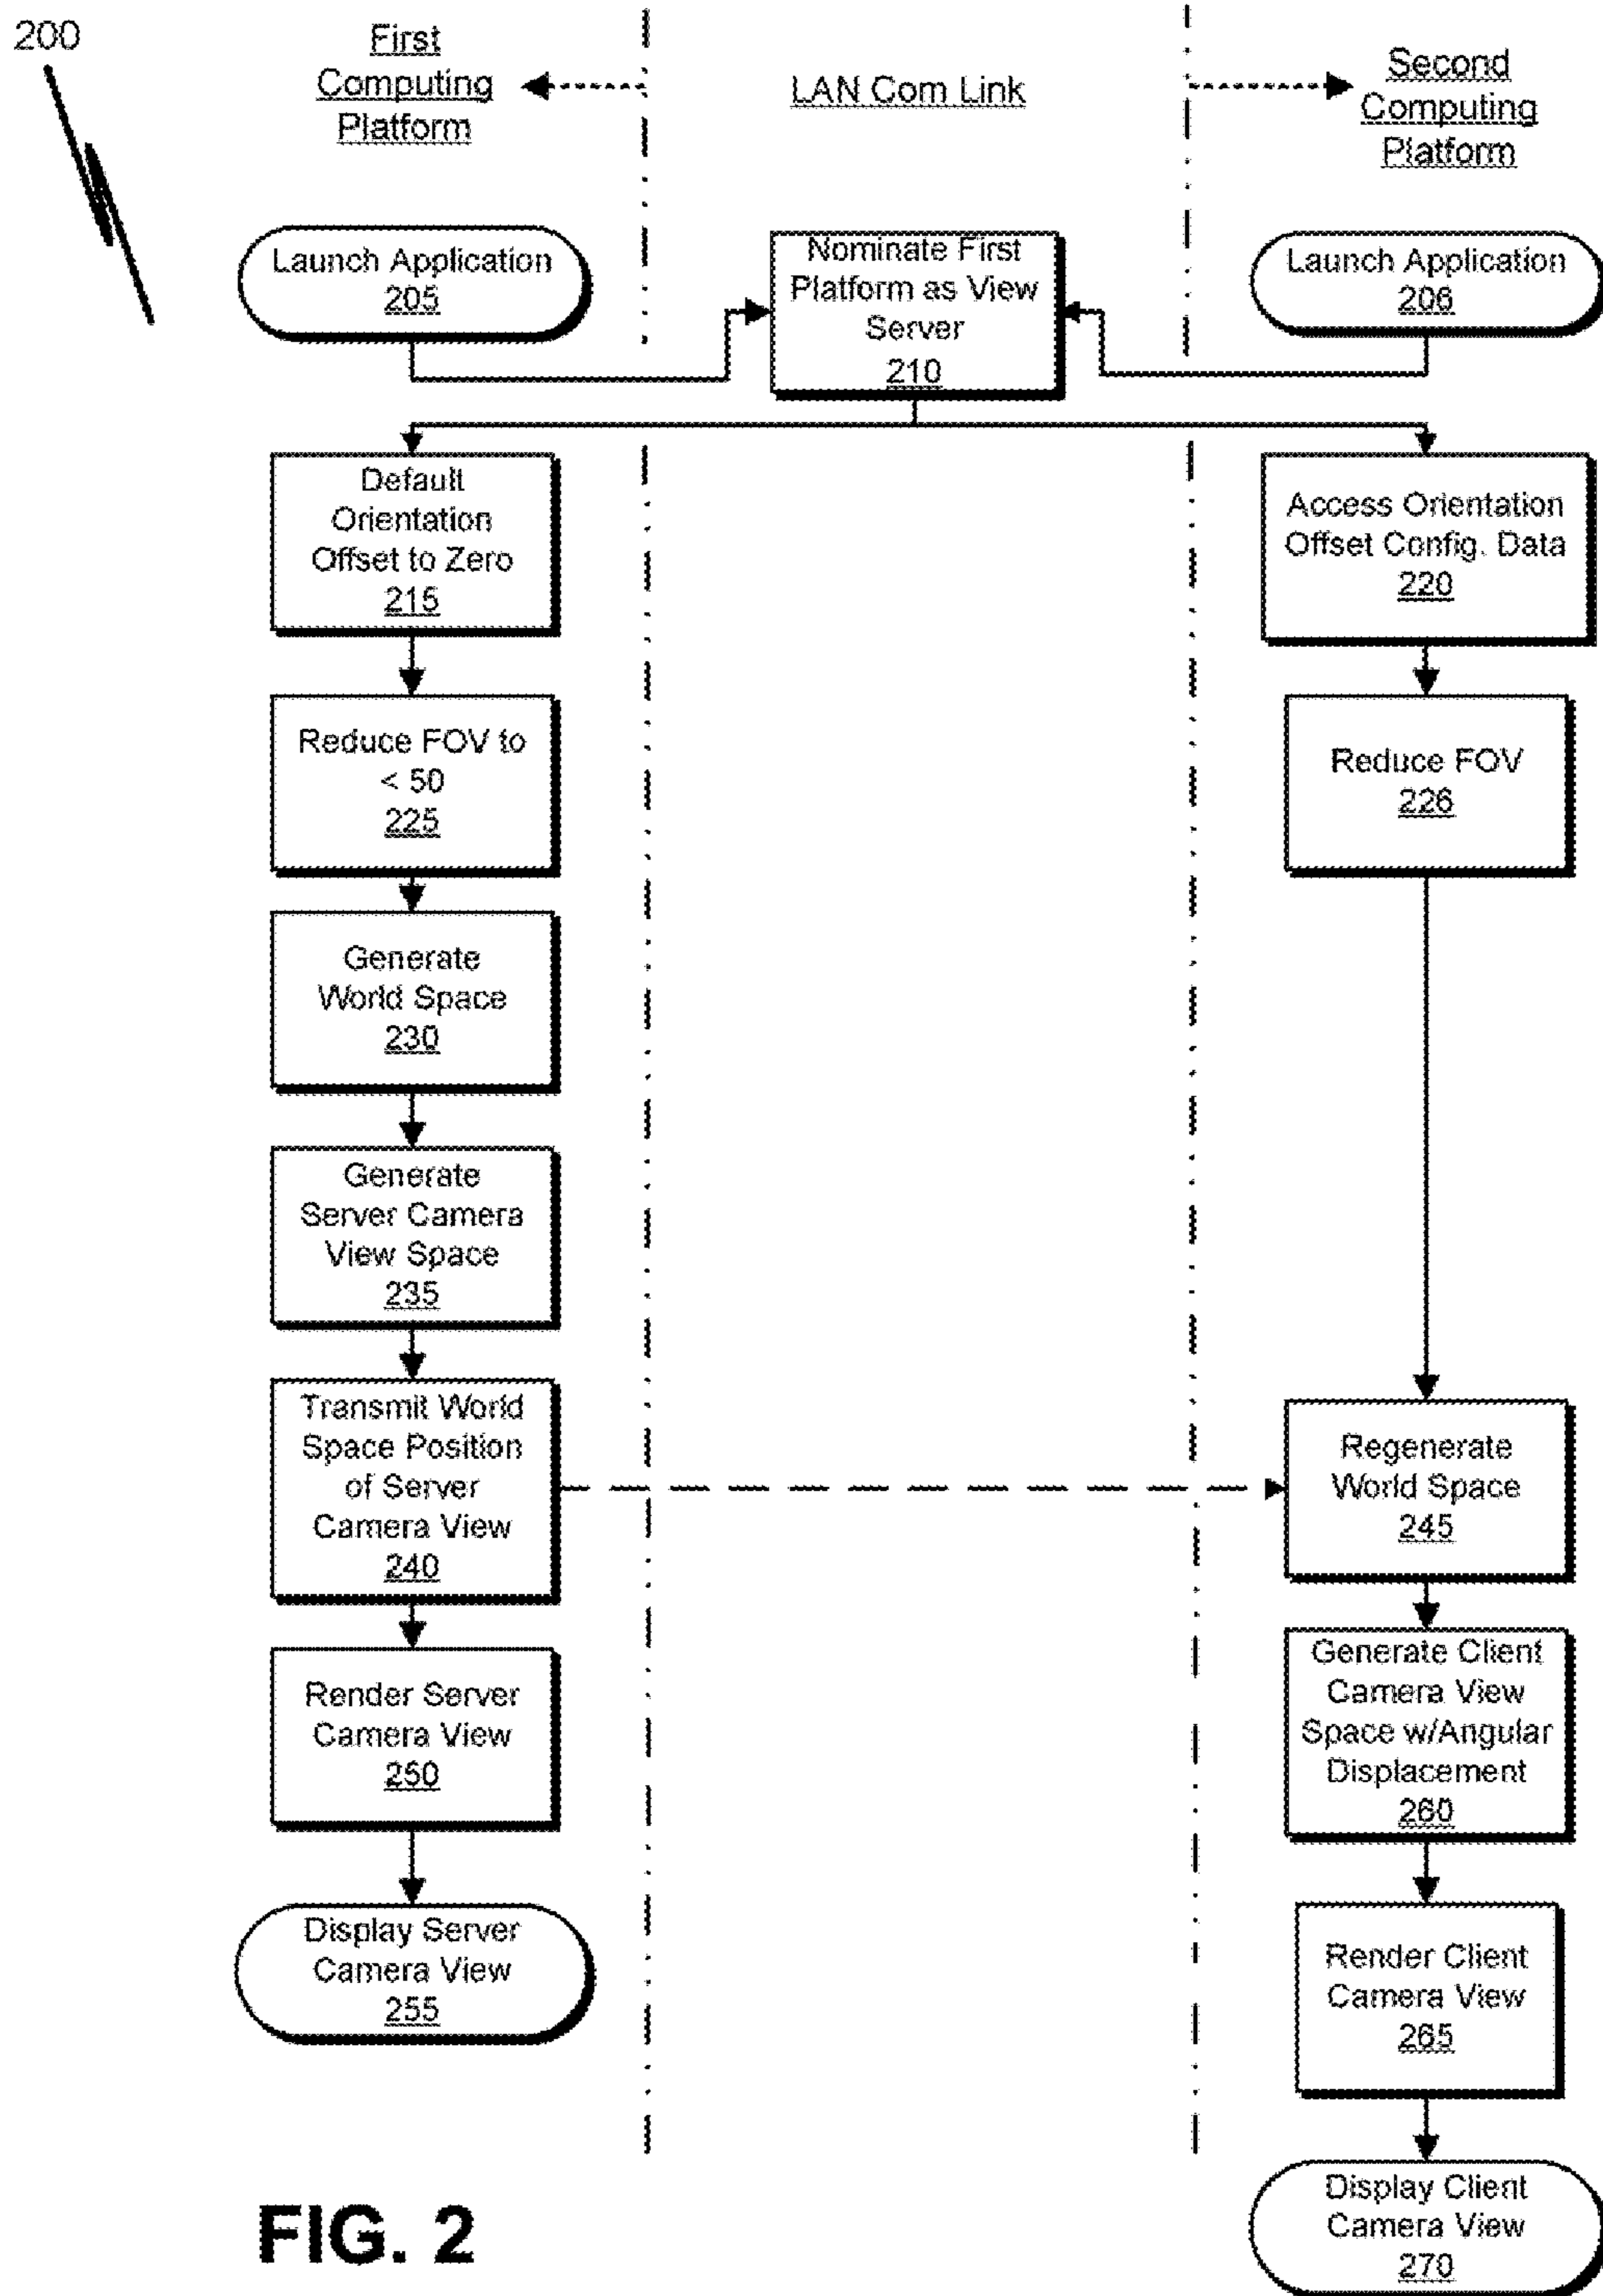 200
First
Computing
Platform
LAN Com Link
Second
Computing
Platform
Launch Application
205
Nominate First
Platform as View
Server
210
Launch Application
206
Default
Orientation
Offset to Zero
215
Access Orientation
Offset Config. Data
220
Reduce FOV to
< 50
225
Reduce FOV
226
Generate
World Space
230
Generate
Server Camera
View Space
235
Transmit World
Space Position
of Server
Camera View
240
Regenerate
World Space
245
Render Server
Camera View
250
Generate Client
Camera View
Space w/Angular
Displacement
260
Display Server
Camera View
255
Render Client
Camera View
265
Display Client
Camera View
270
FIG. 2